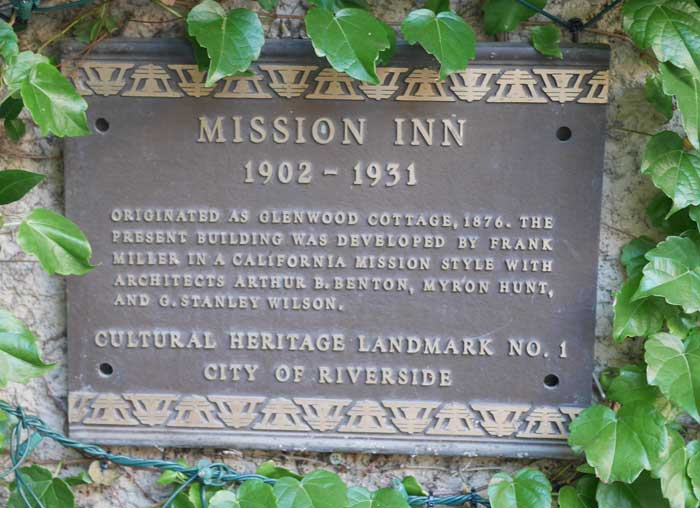 MISSION INN
1902 - 1931
ORIGINATED AS GLENWOOD COTTAGE, 1876. THE
PRESENT BUILDING WAS DEVELOPED BY FRANK
MILLER IN A CALIFORNIA MISSION STYLE WITH
ARCHITECTS ARTHUR B. BENTON, MYRON HUNT,
AND G. STANLEY WILSON.
CULTURAL HERITAGE LANDMARK NO. 1
CITY OF RIVERSIDE